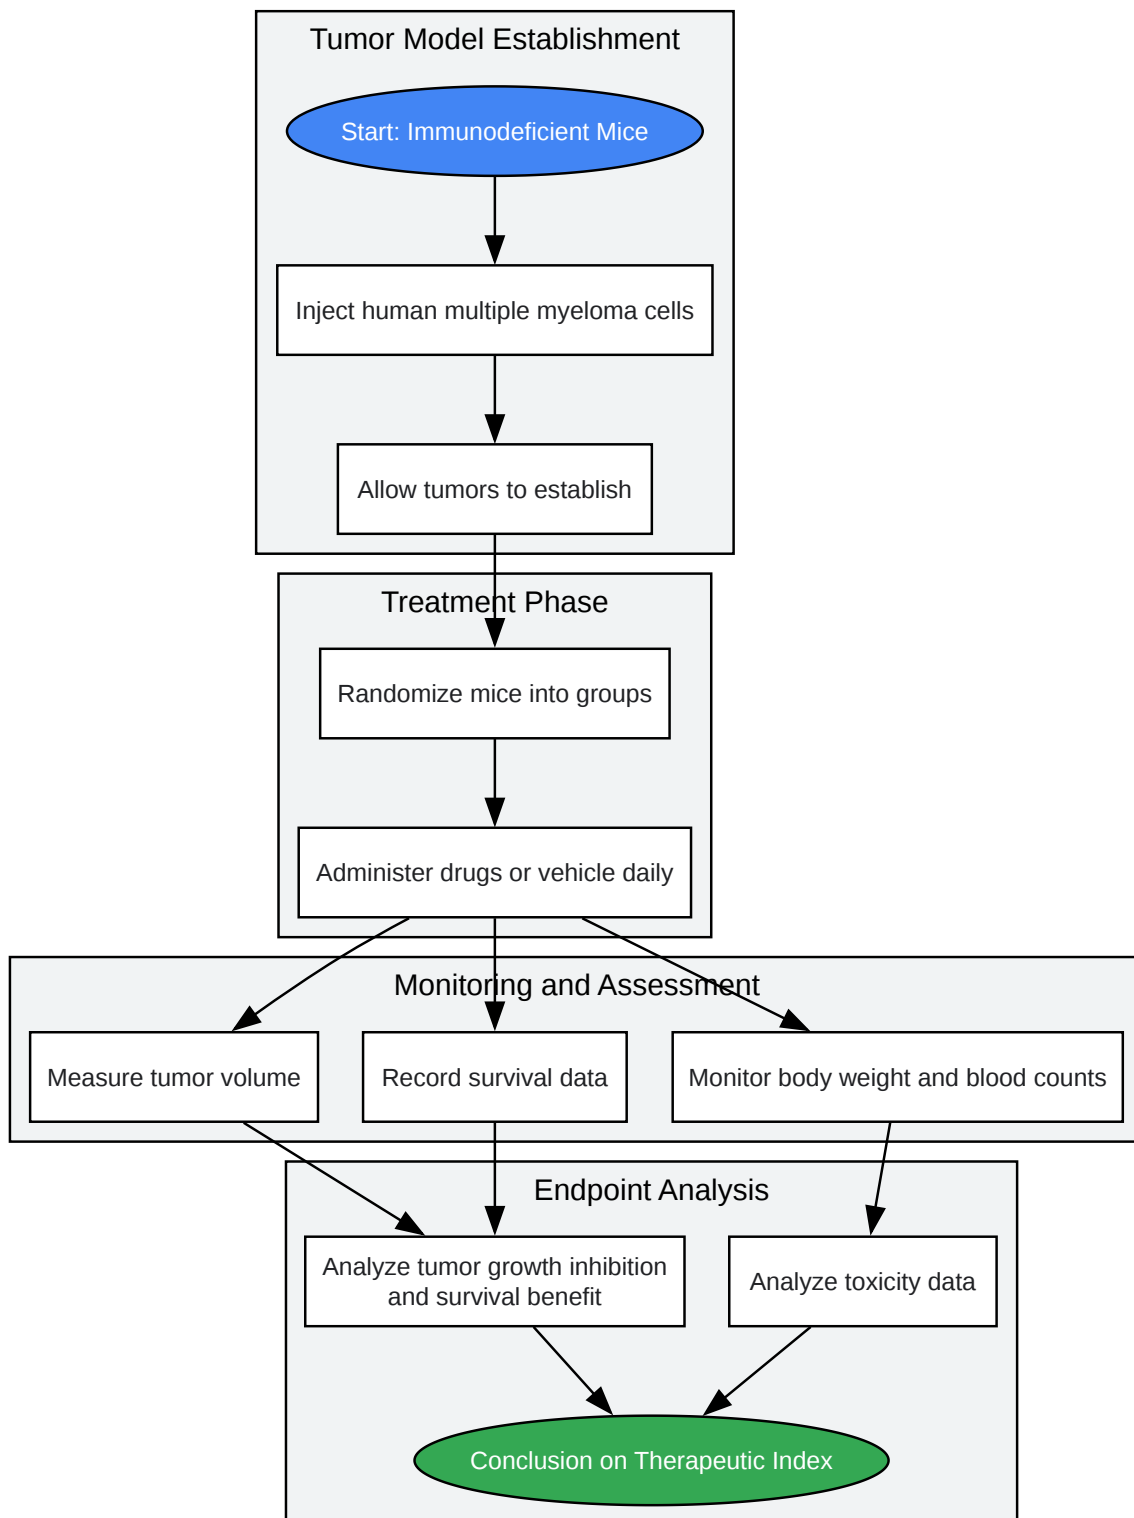 Tumor Model Establishment
Start: Immunodeficient Mice
Inject human multiple myeloma cells
Allow tumors to establish
Treatment Phase
Randomize mice into groups
Administer drugs or vehicle daily
Monitoring and Assessment
Measure tumor volume
Record survival data
Monitor body weight and blood counts
Endpoint Analysis
Analyze tumor growth inhibition
and survival benefit
Analyze toxicity data
Conclusion on Therapeutic Index